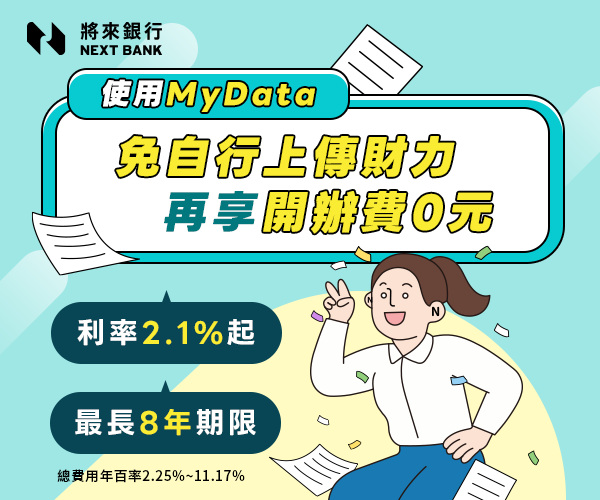 將來銀行
NEXT BANK
使用MyData
免自行上傳財力
再享開辦費0元
利率2.1%起
最長8年期限
總費用年百率2.25%~11.17%
N
N